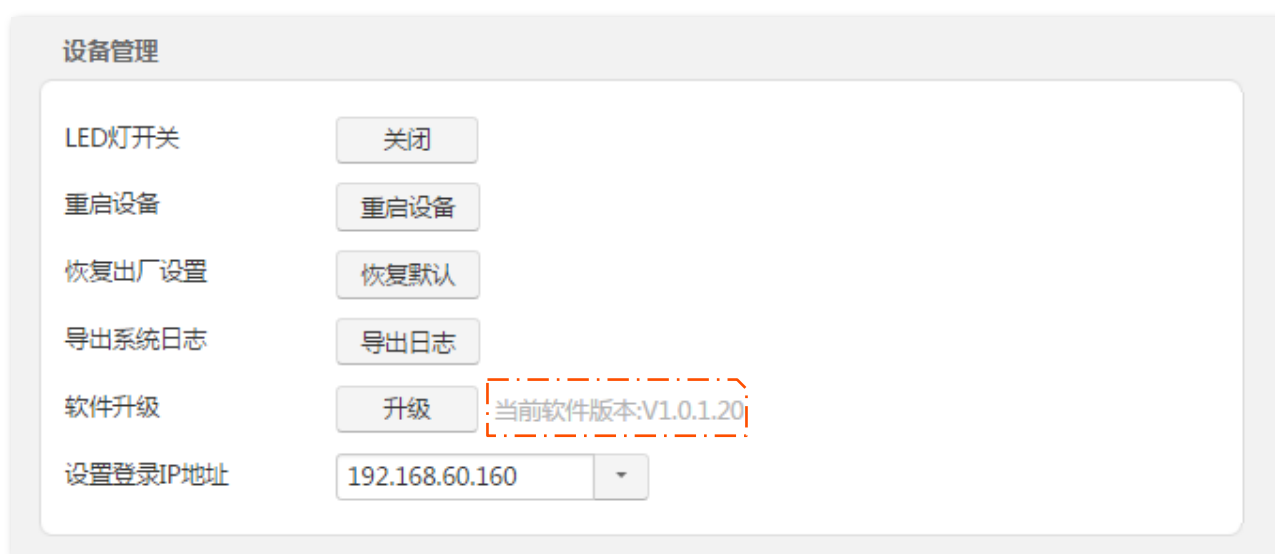 设备管理
LED灯开关 关闭
重启设备 重启设备
恢复出厂设置 恢复默认
导出系统日志 导出日志
软件升级 升级 当前软件版本:V1.0.1.20
设置登录IP地址 192.168.60.160